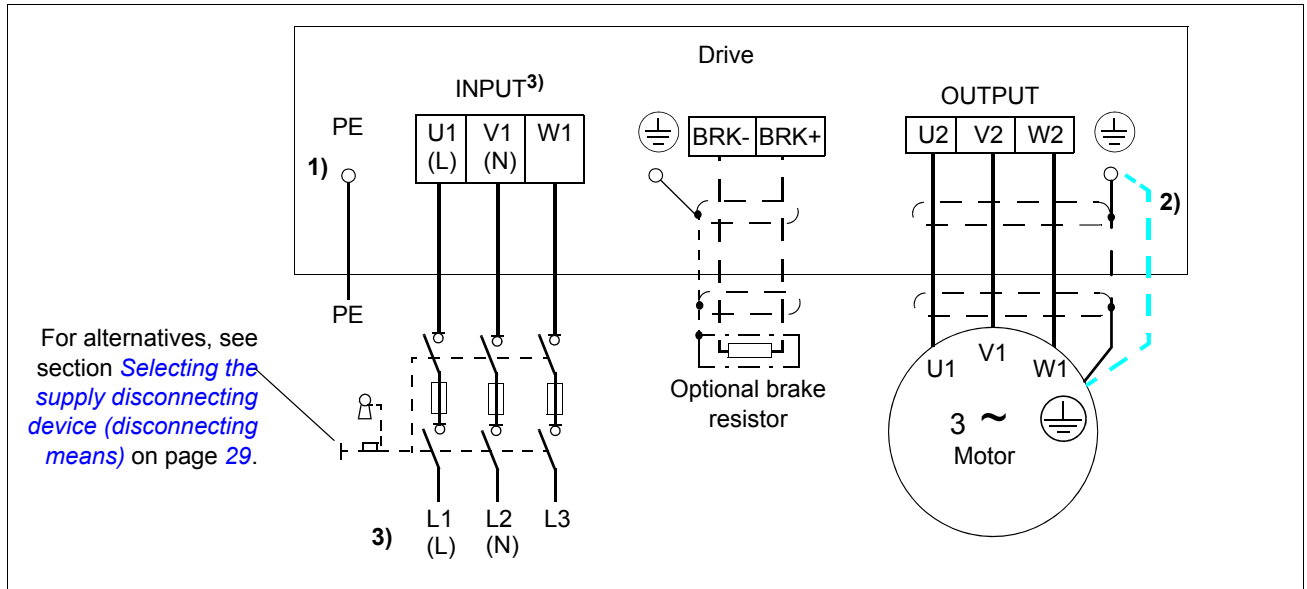 Drive
INPUT3)
OUTPUT
PE
1)
U1
(L)
V1
(N)
W1
BRK-
BRK+
U2
V2
W2
2)
PE
For alternatives, see
section Selecting the
supply disconnecting
device (disconnecting
means) on page 29.
Optional brake
resistor
U1
V1
W1
3 ~
Motor
3)
L1
(L)
L2
(N)
L3